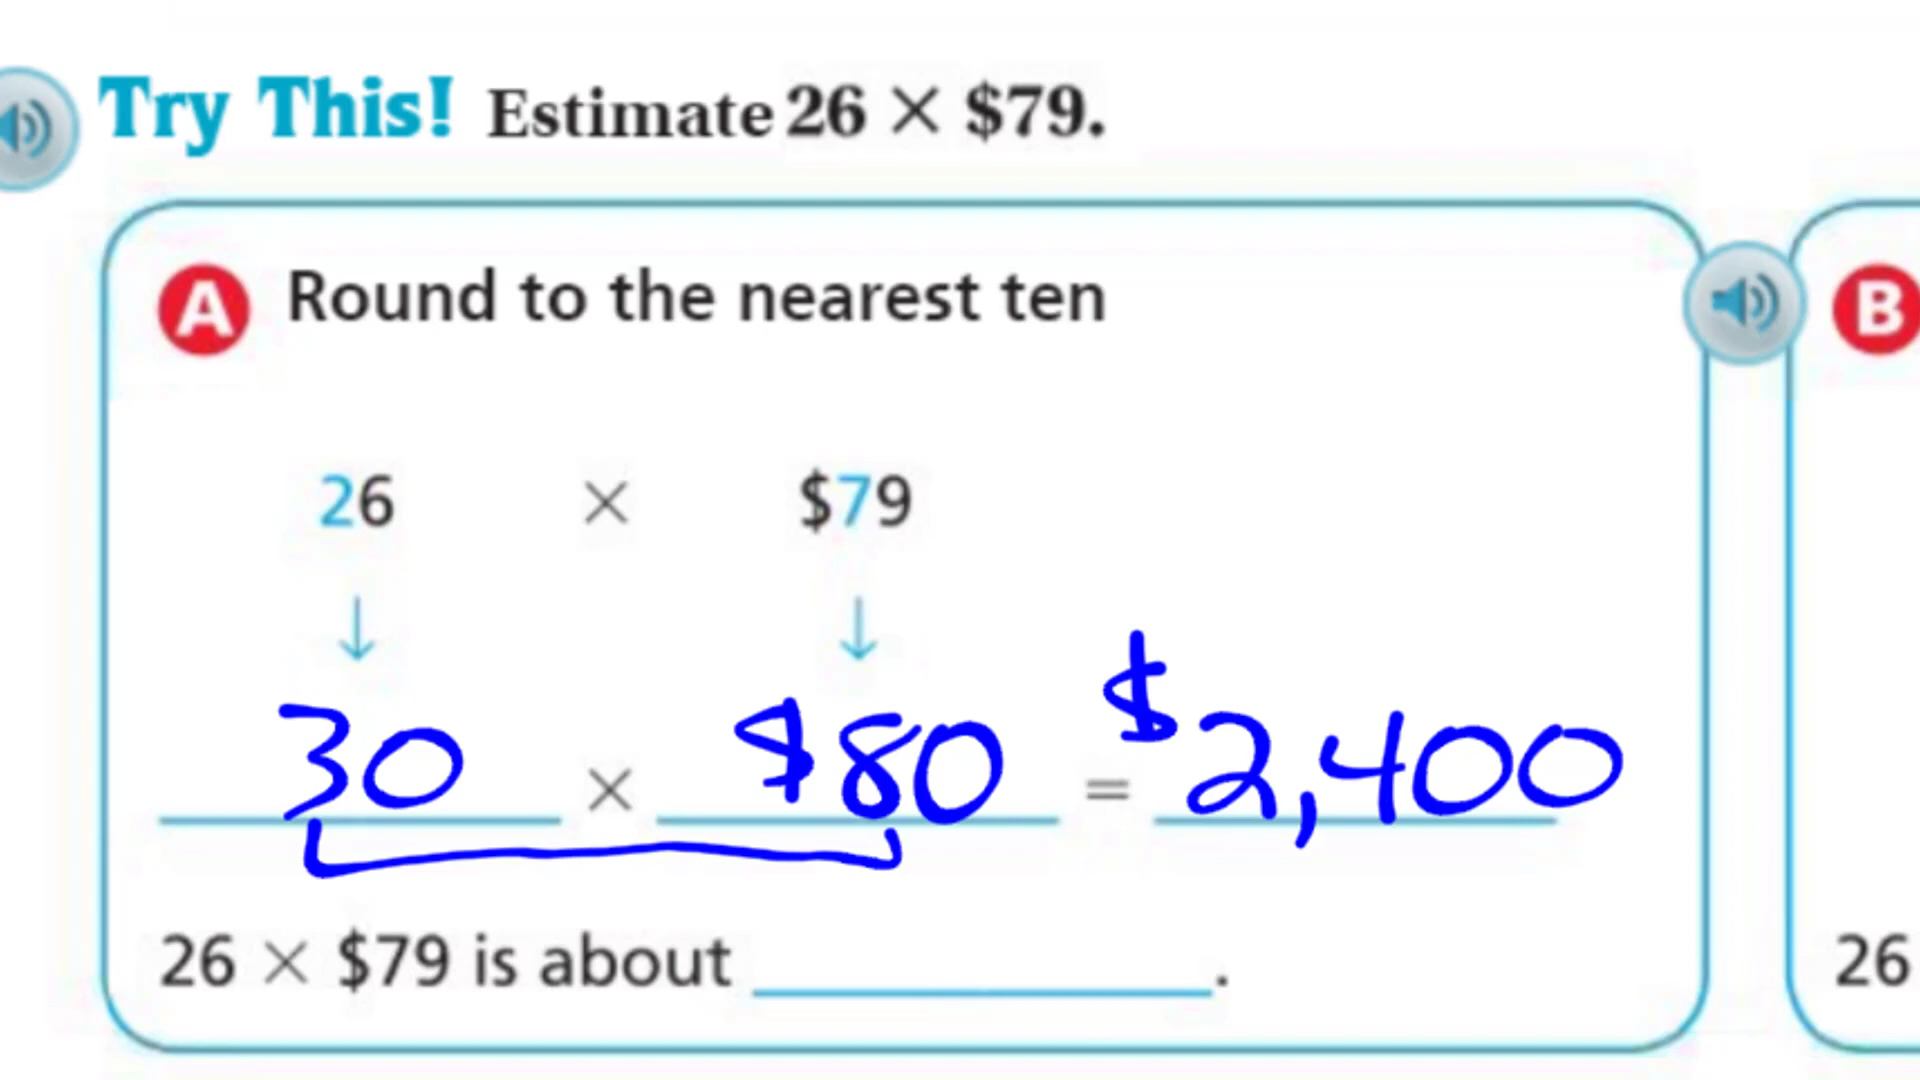 Try This! Estimate 26 × $79.
A Round to the nearest ten
B
26 × $79
30 × $80 = $2,400
26 × $79 is about ________.
26